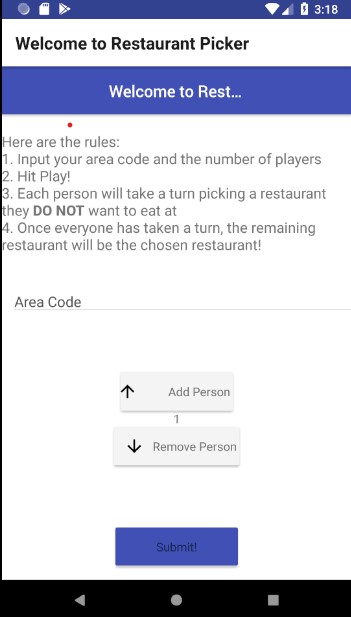 3:18
Welcome to Restaurant Picker
Welcome to Rest...
Here are the rules:
1. Input your area code and the number of players
2. Hit Play!
3. Each person will take a turn picking a restaurant
they DO NOT want to eat at
4. Once everyone has taken a turn, the remaining
restaurant will be the chosen restaurant!
Area Code
Add Person
1
Remove Person
Submit!